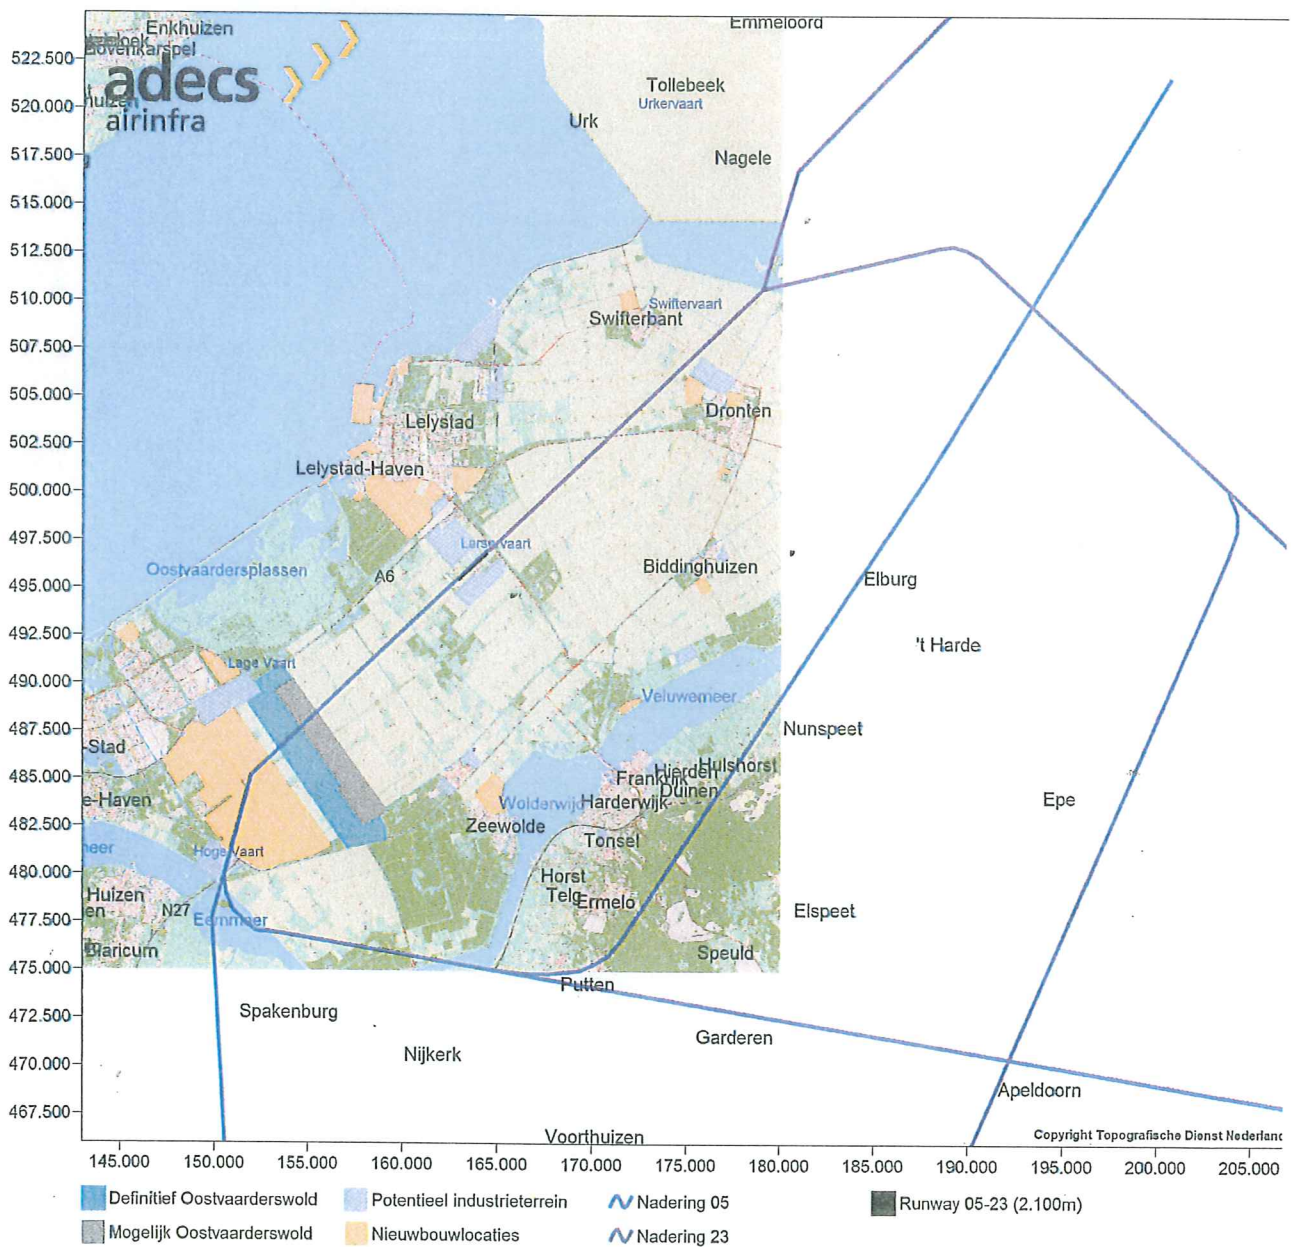 Enkhuizen
Bovenkarspel
huizen
adecs
airinfra
Emmeloord
Tollebeek
Urkervaart
Urk
Nagele
522.500
520.000
517.500
515.000
512.500
510.000
507.500
505.000
502.500
500.000
497.500
495.000
492.500
490.000
487.500
485.000
482.500
480.000
477.500
475.000
472.500
470.000
467.500
Swiftervaart
Swifterbant
Dronten
Lelystad
Lelystad-Haven
Larservaart
Oostvaardersplassen
A6
Biddinghuizen
Elburg
't Harde
Lage Vaart
Veluwemeer
Nunspeet
-Stad
Hulshorst
Hierden
Frankrijk
Duinen
e-Haven
Wolderwijd
Harderwijk
Epe
Zeewolde
Tonsel
meer
Hoge Vaart
Horst
Telg
Ermelo
Huizen
en
N27
Eemmeer
Elspeet
Blaricum
Speuld
Putten
Spakenburg
Garderen
Nijkerk
Apeldoorn
Voorthuizen
Copyright Topografische Dienst Nederland
145.000 150.000 155.000 160.000 165.000 170.000 175.000 180.000 185.000 190.000 195.000 200.000 205.000
Definitief Oostvaarderswold
Potentieel industrieterrein
Nadering 05
Runway 05-23 (2.100m)
Mogelijk Oostvaarderswold
Nieuwbouwlocaties
Nadering 23